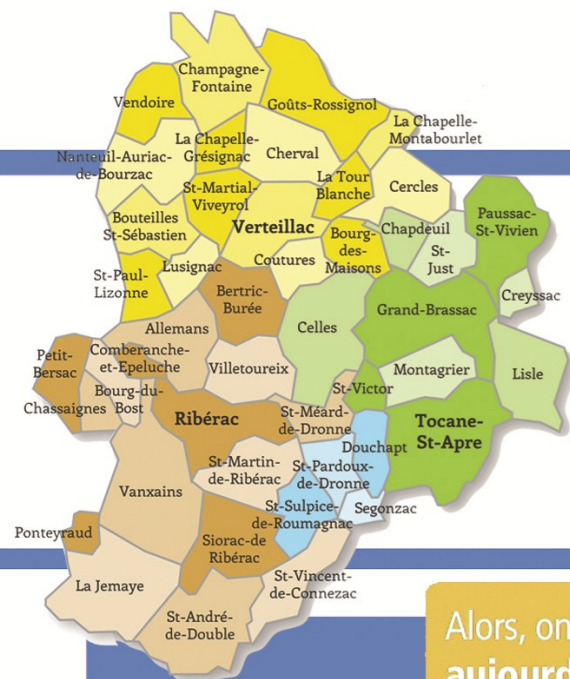 Champagne-
Fontaine
Vendoire
Goûts-Rossignol
La Chapelle-
Montabourlet
La Chapelle-
Grésignac
Cherval
Nanteuil-Auriac-
de-Bourzac
La Tour
Blanche
Cercles
St-Martial-
Viveyrol
Verteillac
Bouteilles
St-Sébastien
Bourg-
des-
Maisons
Chapdeuil
Paussac-
St-Vivien
St-
Just
Coutures
Lusignac
St-Paul-
Lizonne
Creyssac
Bertric-
Burée
Grand-Brassac
Allemans
Celles
Petit-
Bersac
Comberanche-
et-Epeluche
Villetoureix
Montagrier
Lisle
Bourg-du-
Bost
St-Victor
Chassaignes
Ribérac
St-Méard-
de-Dronne
Tocane-
St-Apre
Douchapt
St-Martin-
de-Ribérac
St-Pardoux-
de-Dronne
Vanxains
St-Sulpice-
de-Roumagnac
Segonzac
Ponteyraud
Siorac-de
Ribérac
La Jemaye
St-Vincent-
de-Connezac
St-André-
de-Double
Alors, on
aujourd